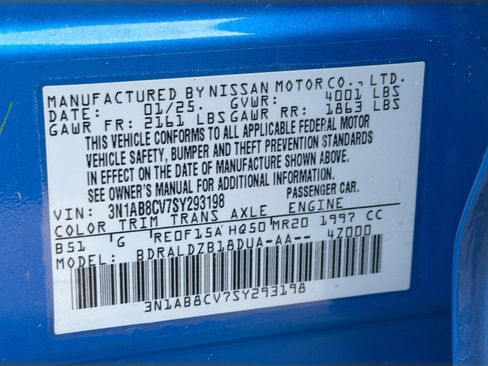 MANUFACTURED BY NISSAN MOTOR CO., LTD.
DATE: 01/25. GVWR: 4001 LBS
GAWR FR: 2161 LBS GAWR RR: 1863 LBS
THIS VEHICLE CONFORMS TO ALL APPLICABLE FEDERAL MOTOR
VEHICLE SAFETY, BUMPER AND THEFT PREVENTION STANDARDS
IN EFFECT ON THE DATE OF MANUFACTURE SHOWN ABOVE.
SEE OWNER'S MANUAL FOR ADDITIONAL INFORMATION.
VIN: 3N1AB8CV7SY293198 PASSENGER CAR.
COLOR TRIM TRANS AXLE ENGINE
B51 G RE0F15A HQ50 MR20 1997 CC
MODEL: BDRALDZB18DUA-AA-- 4Z000
3N1AB8CV7SY293198